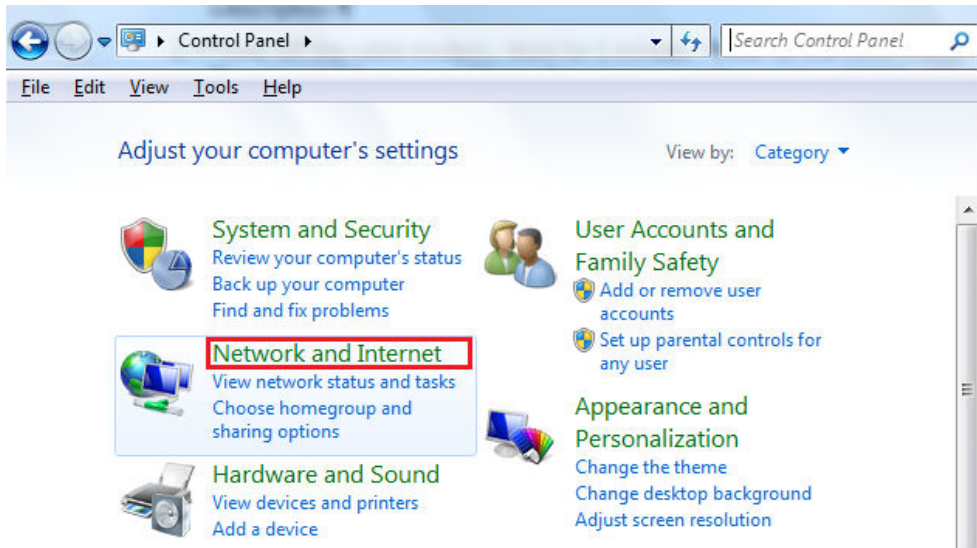 Control Panel
Search Control Panel
File Edit View Tools Help
Adjust your computer's settings
View by: Category
System and Security
Review your computer's status
Back up your computer
Find and fix problems
Network and Internet
View network status and tasks
Choose homegroup and
sharing options
Hardware and Sound
View devices and printers
Add a device
User Accounts and
Family Safety
Add or remove user
accounts
Set up parental controls for
any user
Appearance and
Personalization
Change the theme
Change desktop background
Adjust screen resolution